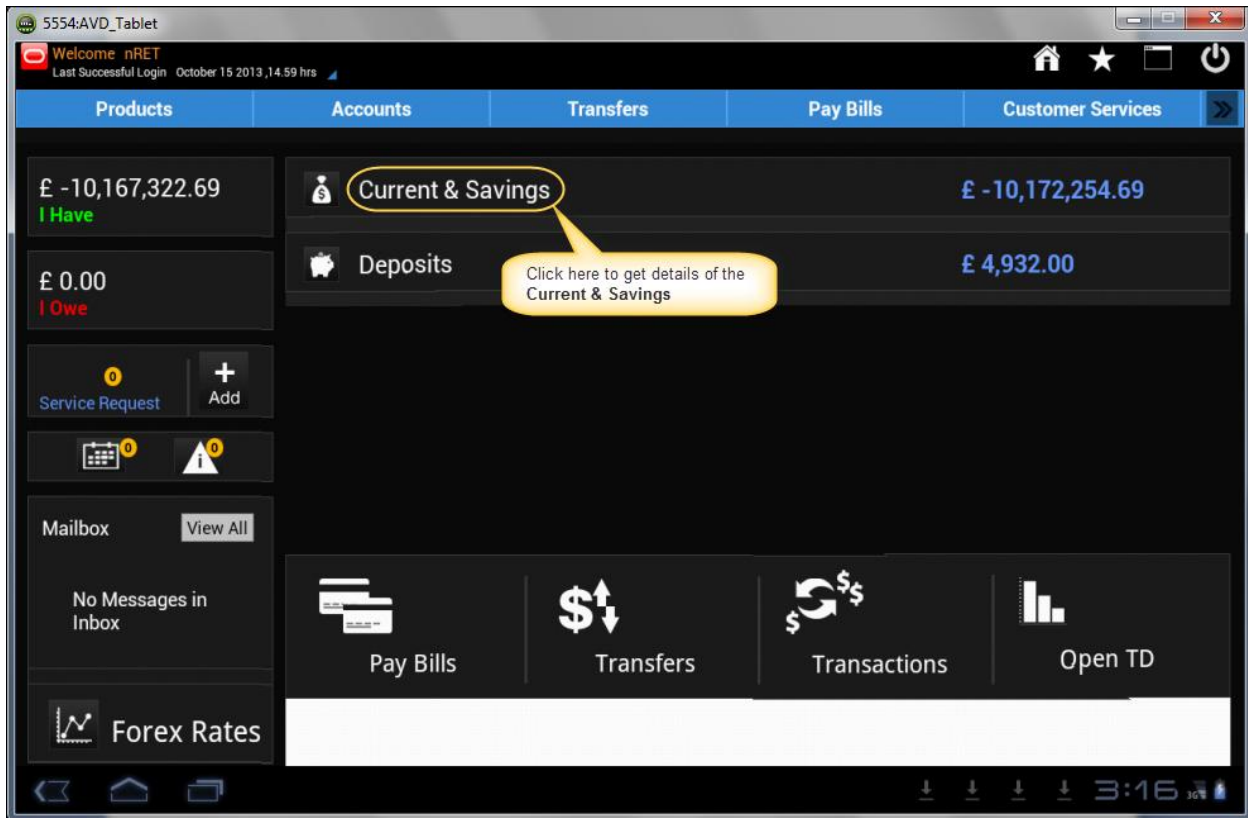 5554:AVD_Tablet
Welcome nRET
Last Successful Login October 15 2013 ,14.59 hrs
Products
Accounts
Transfers
Pay Bills
Customer Services
£ -10,167,322.69
I Have
£ 0.00
I Owe
0
Service Request
Add
0
0
Mailbox
View All
No Messages in
Inbox
Forex Rates
Current & Savings
£ -10,172,254.69
Deposits
£ 4,932.00
Click here to get details of the
Current & Savings
Pay Bills
Transfers
Transactions
Open TD
3:16
3G